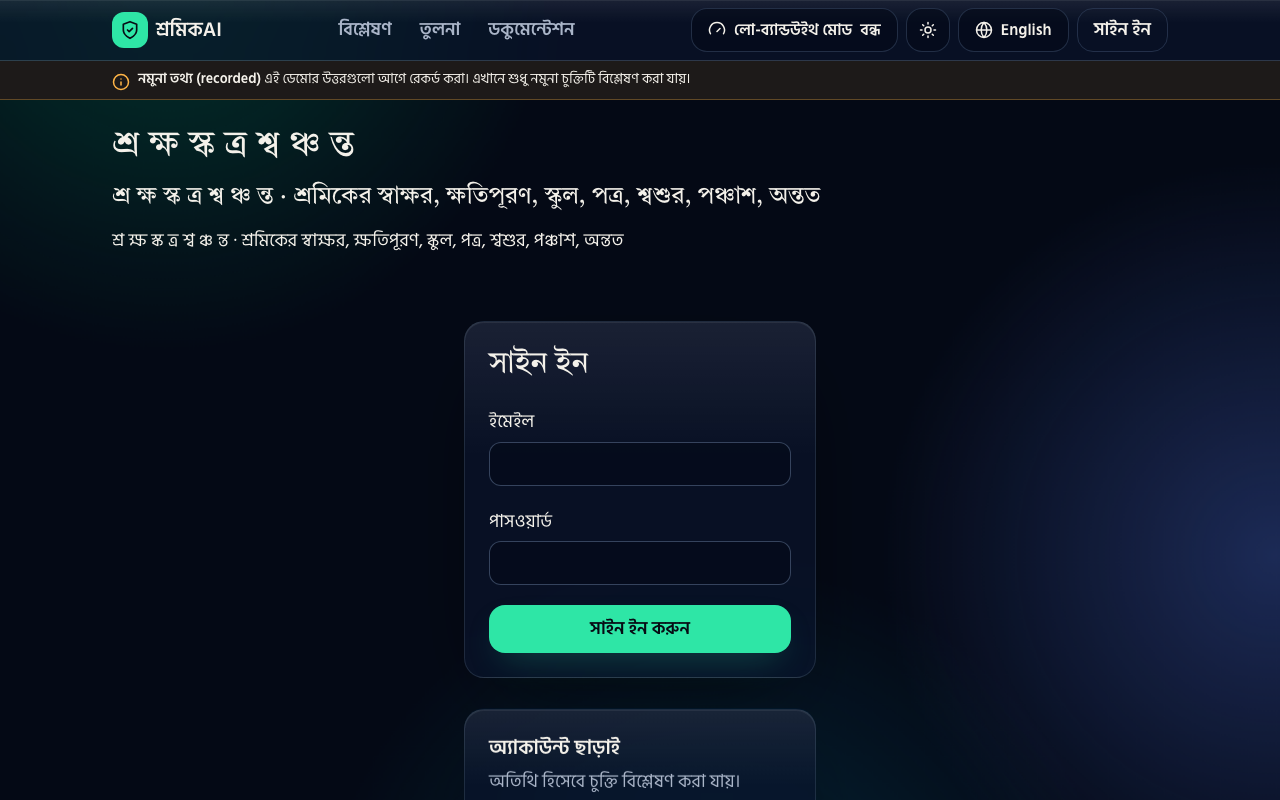 শ্রমিকAI
বিশ্লেষণ তুলনা ডকুমেন্টেশন
লো-ব্যান্ডউইথ মোড বন্ধ
English
সাইন ইন
নমুনা তথ্য (recorded) এই ডেমোর উত্তরগুলো আগে রেকর্ড করা। এখানে শুধু নমুনা চুক্তিটি বিশ্লেষণ করা যায়।
শ্র ক্ষ স্ক ত্র শ্ব ঞ্চ ন্ত
শ্র ক্ষ স্ক ত্র শ্ব ঞ্চ ন্ত · শ্রমিকের স্বাক্ষর, ক্ষতিপূরণ, স্কুল, পত্র, শ্বশুর, পঞ্চাশ, অন্তত
শ্র ক্ষ স্ক ত্র শ্ব ঞ্চ ন্ত · শ্রমিকের স্বাক্ষর, ক্ষতিপূরণ, স্কুল, পত্র, শ্বশুর, পঞ্চাশ, অন্তত
সাইন ইন
ইমেইল
পাসওয়ার্ড
সাইন ইন করুন
অ্যাকাউন্ট ছাড়াই
অতিথি হিসেবে চুক্তি বিশ্লেষণ করা যায়।